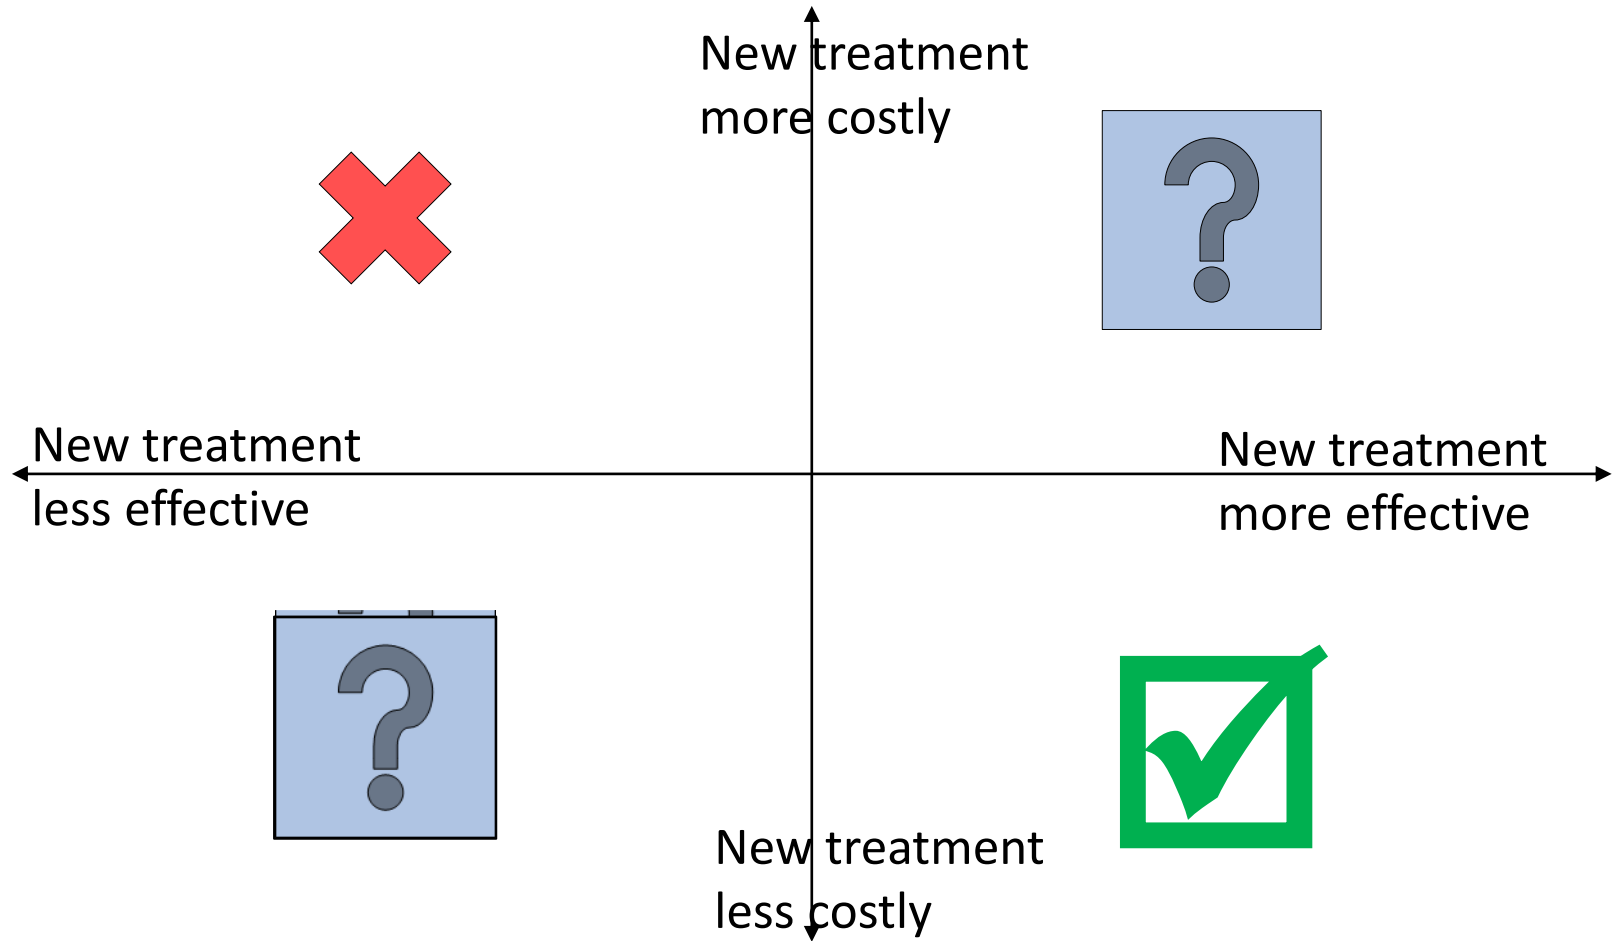 New treatment
more costly
?
New treatment
less effective
New treatment
more effective
?
New treatment
less costly